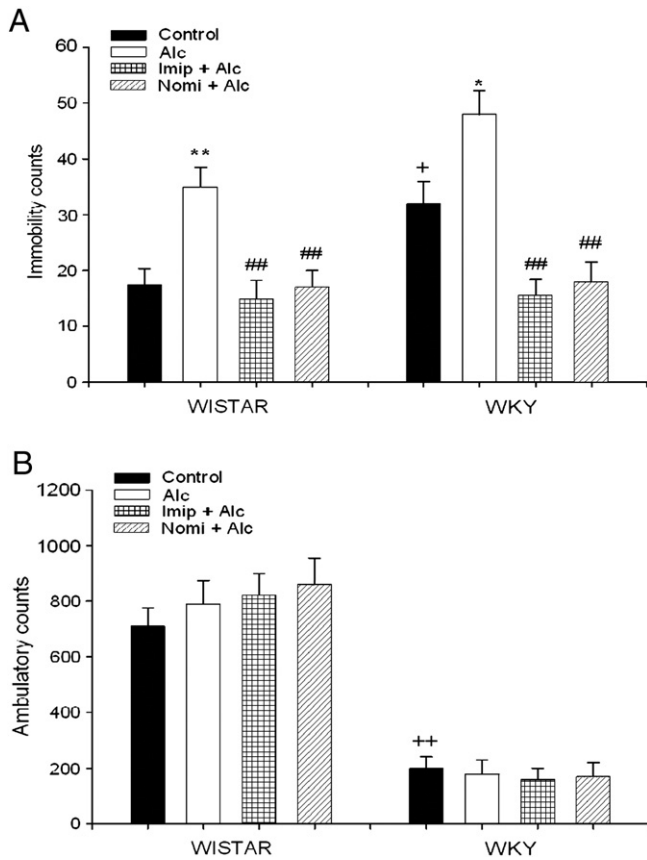 A
Control
Alc
Imip + Alc
Nomi + Alc
60
50
40
30
20
10
0
Immobility counts
**
##
##
+
*
##
##
WISTAR
WKY
B
Control
Alc
Imip + Alc
Nomi + Alc
1200
1000
800
600
400
200
0
Ambulatory counts
++
WISTAR
WKY